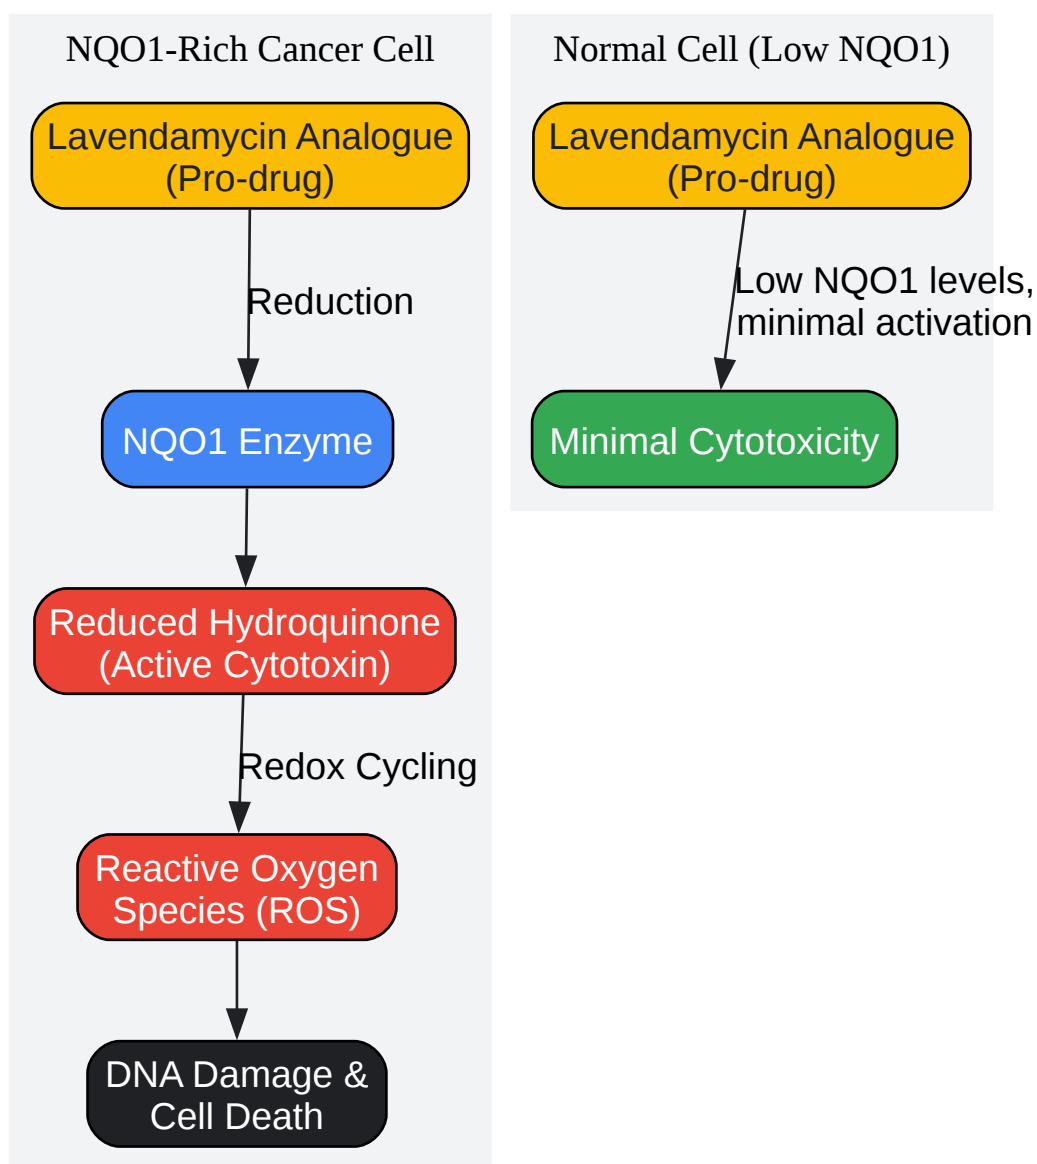 NQO1-Rich Cancer Cell
Lavendamycin Analogue
(Pro-drug)
Reduction
NQO1 Enzyme
Reduced Hydroquinone
(Active Cytotoxin)
Redox Cycling
Reactive Oxygen
Species (ROS)
DNA Damage &
Cell Death
Normal Cell (Low NQO1)
Lavendamycin Analogue
(Pro-drug)
Low NQO1 levels,
minimal activation
Minimal Cytotoxicity